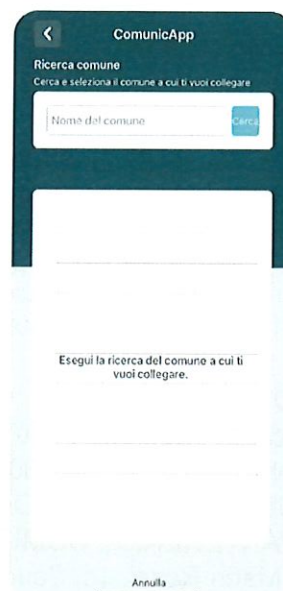 ComunicApp
Ricerca comune
Cerca e seleziona il comune a cui ti vuoi collegare
Nome del comune
Cerca
Esegui la ricerca del comune a cui ti
vuoi collegare.
Annulla